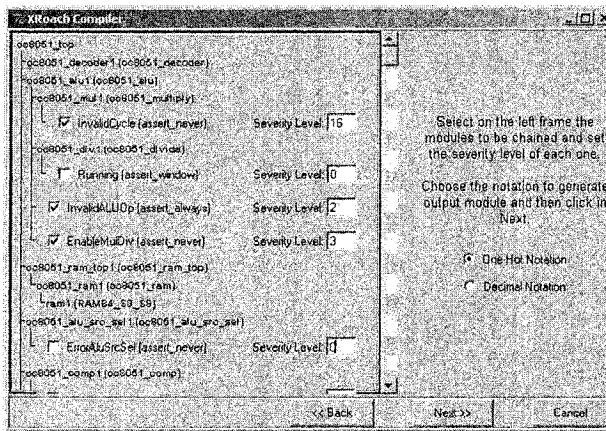 XRoach Compiler
oc8051_top
oc8051_decoder1 (oc8051_decoder)
oc8051_alu1 (oc8051_alu)
oc8051_mul1 (oc8051_multiply)
InvalidCycle (assert_never) Severity Level: 16
oc8051_div1 (oc8051_divide)
Running (assert_window) Severity Level: 0
InvalidALUOp (assert_always) Severity Level: 2
EnableMulDiv (assert_never) Severity Level: 3
oc8051_ram_top1 (oc8051_ram_top)
oc8051_ram1 (oc8051_ram)
ram1 (RAMB4_S9_S9)
oc8051_alu_src_sel1 (oc8051_alu_src_sel)
ErrorAluSrcSel (assert_never) Severity Level: 0
oc8051_comp1 (oc8051_comp)
Select on the left frame the
modules to be chained and set
the severity level of each one.
Choose the notation to generate
output module and then click in
Next.
One Hot Notation
Decimal Notation
<< Back Next >> Cancel